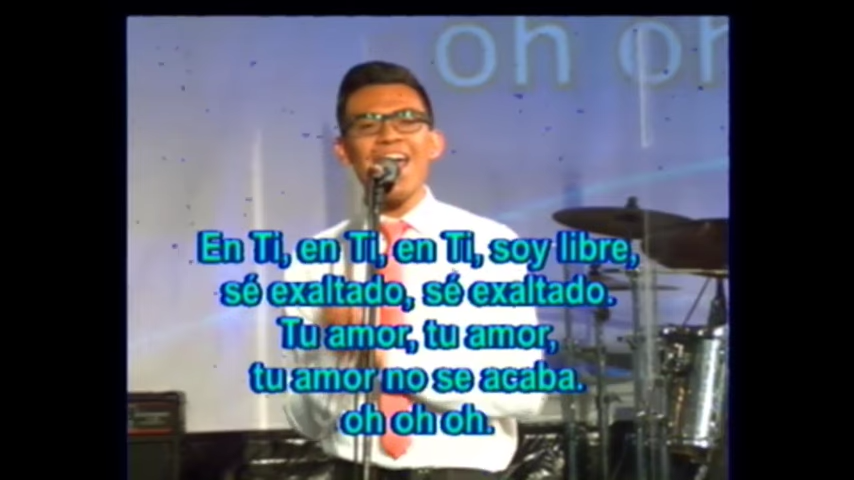 oh oh
En Ti, en Ti, en Ti, soy libre,
sé exaltado, sé exaltado.
Tu amor, tu amor,
tu amor no se acaba.
oh oh oh.